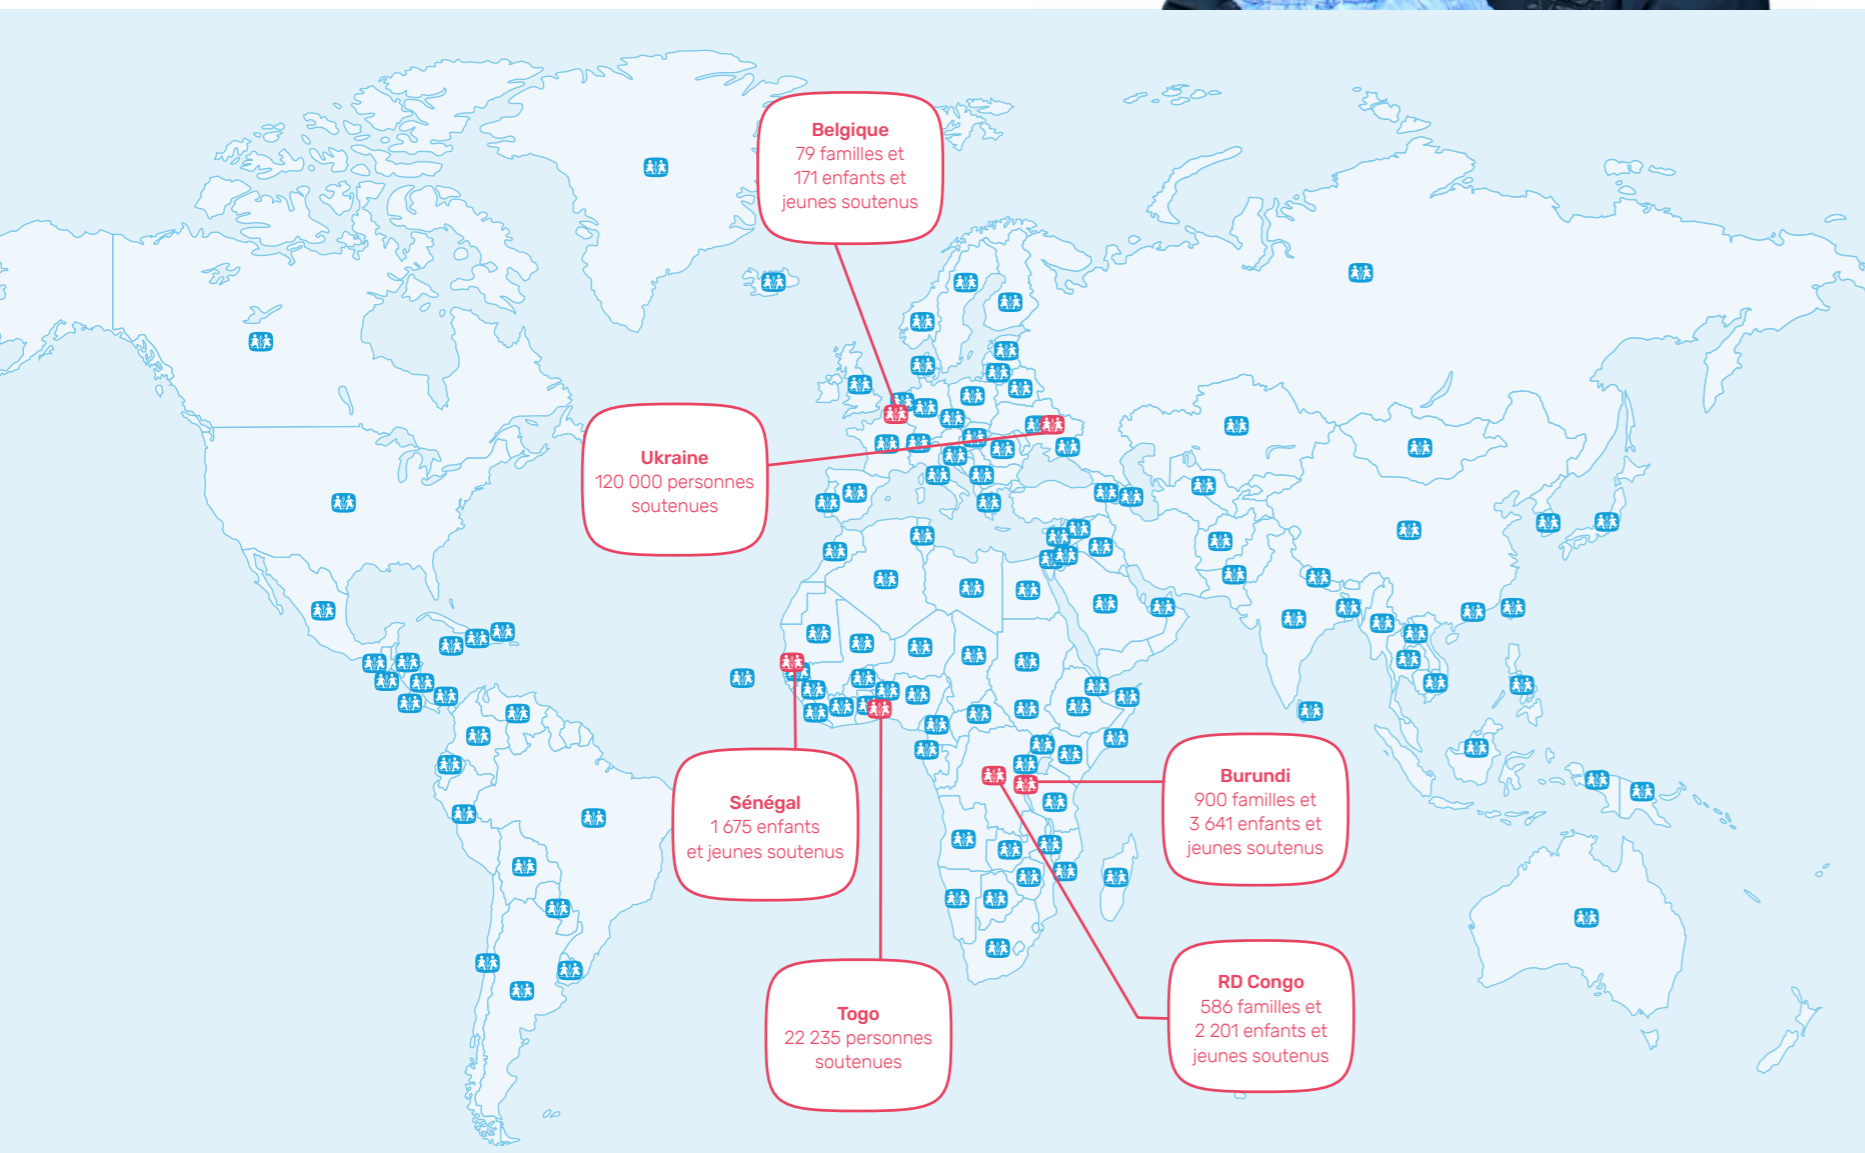 Belgique
79 familles et
171 enfants et
jeunes soutenus
Ukraine
120 000 personnes
soutenues
Sénégal
1 675 enfants
et jeunes soutenus
Burundi
900 familles et
3 641 enfants et
jeunes soutenus
Togo
22 235 personnes
soutenues
RD Congo
586 familles et
2 201 enfants et
jeunes soutenus